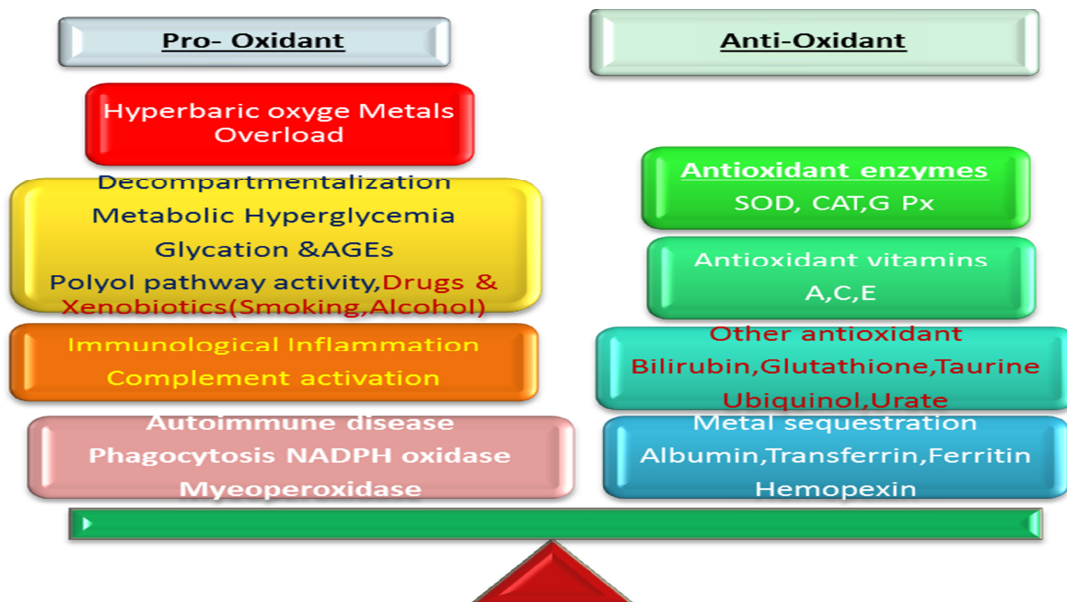 Pro- Oxidant
Hyperbaric oxyge Metals
Overload
Decompartmentalization
Metabolic Hyperglycemia
Glycation &AGEs
Polyol pathway activity,Drugs &
Xenobiotics(Smoking,Alcohol)
Immunological Inflammation
Complement activation
Autoimmune disease
Phagocytosis NADPH oxidase
Myeoperoxidase
Anti-Oxidant
Antioxidant enzymes
SOD, CAT,G Px
Antioxidant vitamins
A,C,E
Other antioxidant
Bilirubin,Glutathione,Taurine
Ubiquinol,Urate
Metal sequestration
Albumin,Transferrin,Ferritin
Hemopexin